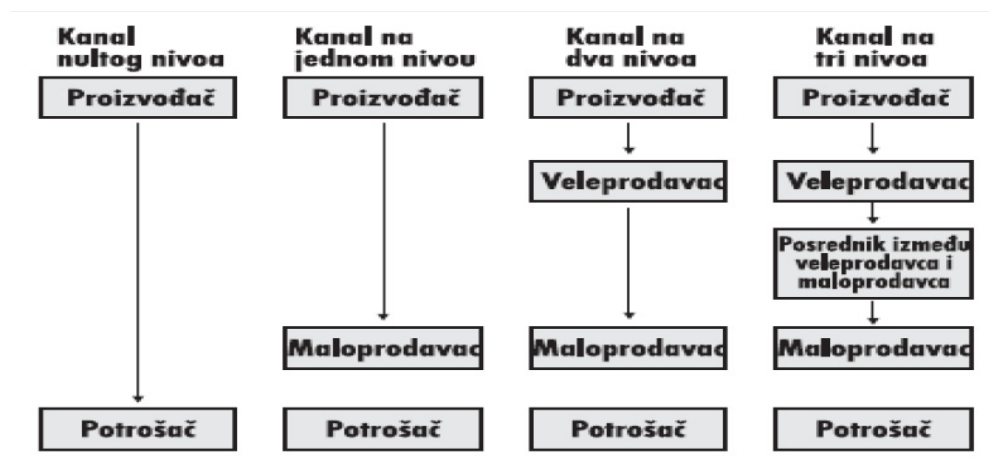 Kanal
nultog nivoa
Proizvođač
Potrošač
Kanal na
jednom nivou
Proizvođač
Maloprodavac
Potrošač
Kanal na
dva nivoa
Proizvođač
Veleprodavac
Maloprodavac
Potrošač
Kanal na
tri nivoa
Proizvođač
Veleprodavac
Posrednik između
veleprodavca i
maloprodavca
Maloprodavac
Potrošač